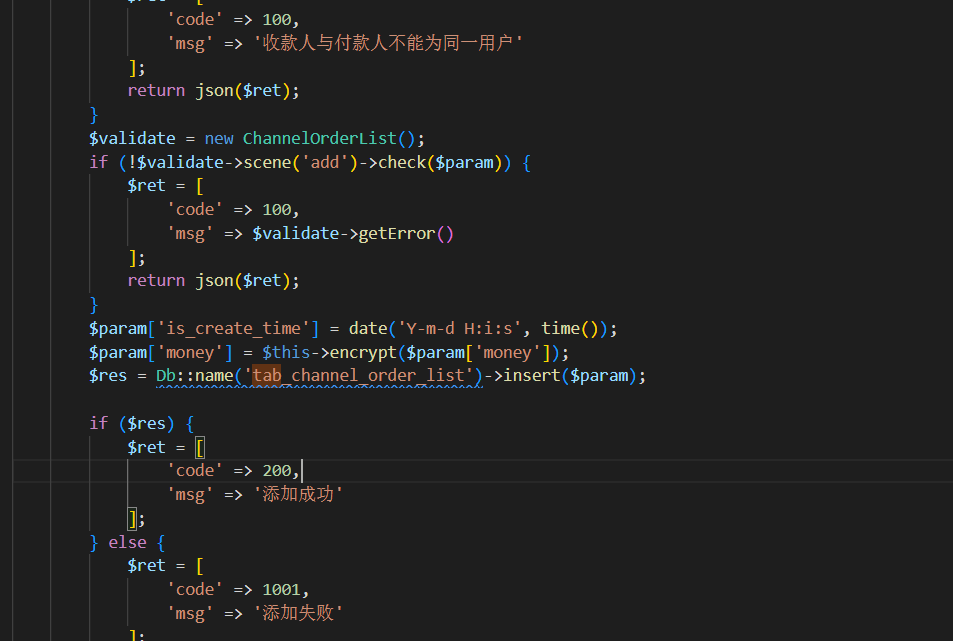 $ret = [
'code' => 100,
'msg' => '收款人与付款人不能为同一用户'
];
return json($ret);
}
$validate = new ChannelOrderList();
if (!$validate->scene('add')->check($param)) {
$ret = [
'code' => 100,
'msg' => $validate->getError()
];
return json($ret);
}
$param['is_create_time'] = date('Y-m-d H:i:s', time());
$param['money'] = $this->encrypt($param['money']);
$res = Db::name('tab_channel_order_list')->insert($param);
if ($res) {
$ret = [
'code' => 200,
'msg' => '添加成功'
];
} else {
$ret = [
'code' => 1001,
'msg' => '添加失败'
];